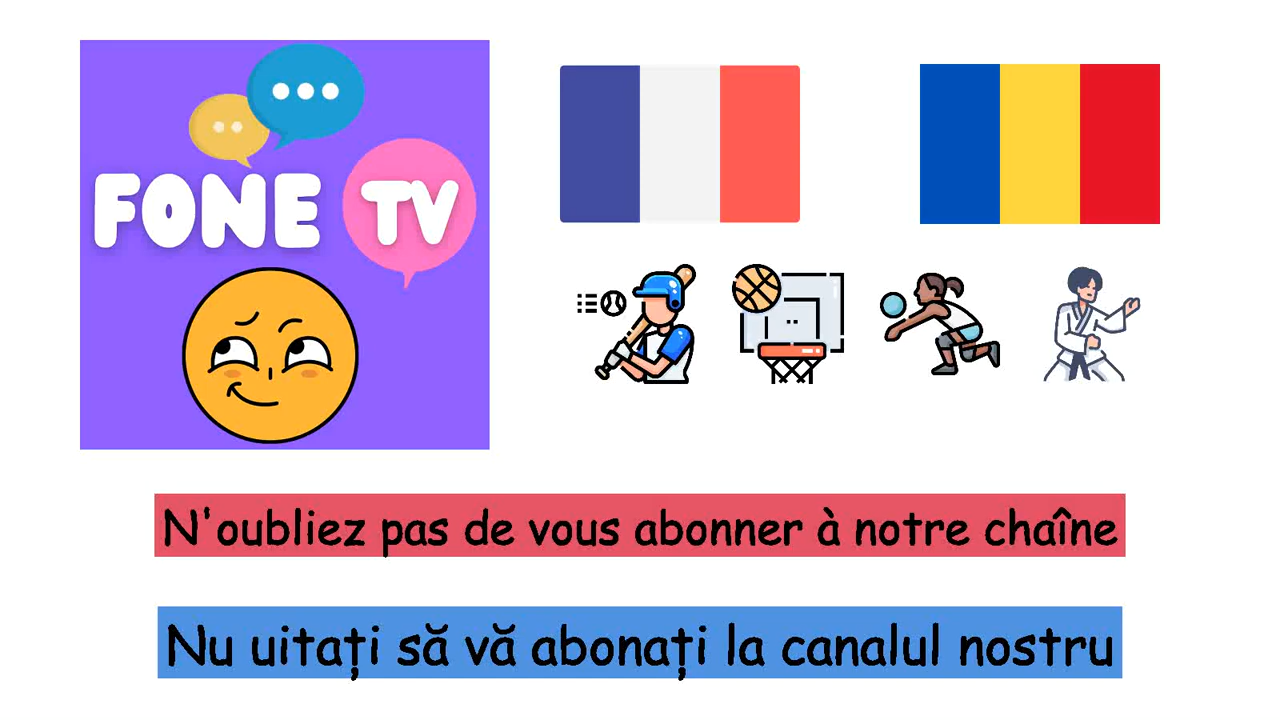 FONE TV
N'oubliez pas de vous abonner à notre chaîne
Nu uitați să vă abonați la canalul nostru